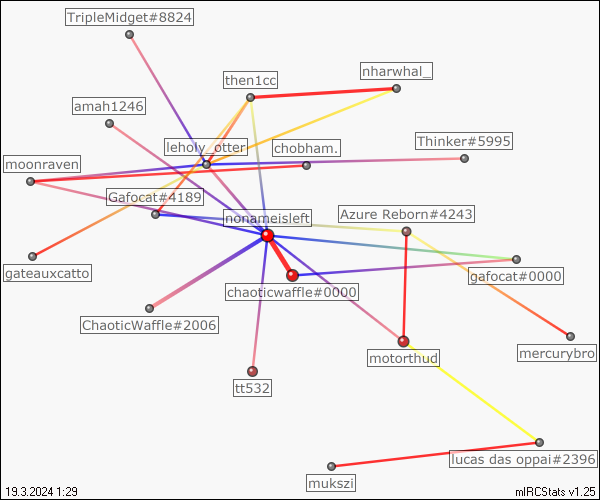 TripleMidget#8824
nharwhal_
then1cc
amah1246
Thinker#5995
leholy_otter
chobham.
moonraven
Gafocat#4189
nonameisleft
Azure Reborn#4243
gateauxcatto
gafocat#0000
chaoticwaffle#0000
ChaoticWaffle#2006
mercurybro
motorthud
tt532
lucas das oppai#2396
mukszi
19.3.2024 1:29
mIRCStats v1.25